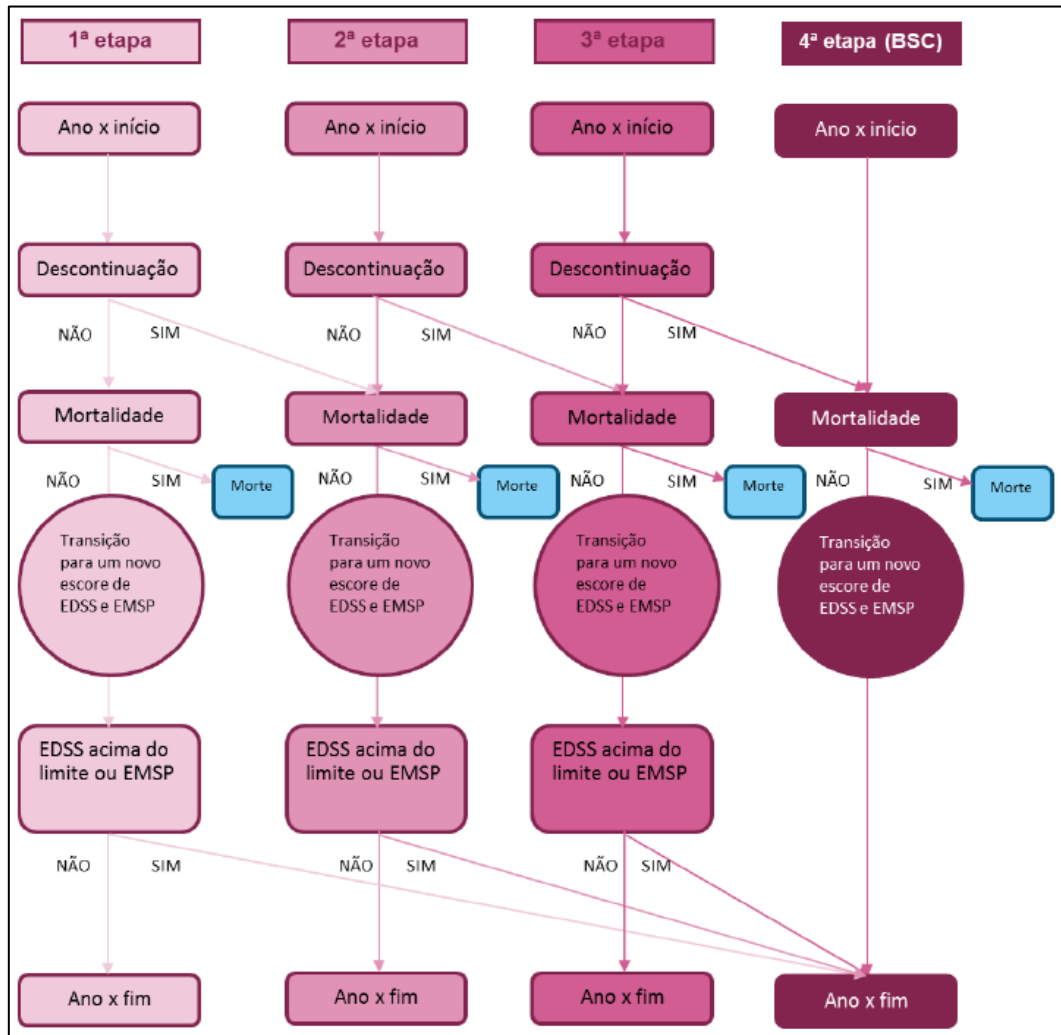 1ª etapa
2ª etapa
3ª etapa
4ª etapa (BSC)
Ano x início
Ano x início
Ano x início
Ano x início
Descontinuação
Descontinuação
Descontinuação
NÃO
SIM
NÃO
SIM
NÃO
SIM
Mortalidade
Mortalidade
Mortalidade
Mortalidade
NÃO
SIM
Morte
NÃO
SIM
Morte
NÃO
SIM
Morte
NÃO
SIM
Morte
Transição
para um novo
escore de
EDSS e EMSP
Transição
para um novo
escore de
EDSS e EMSP
Transição
para um novo
escore de
EDSS e EMSP
Transição
para um novo
escore de
EDSS e EMSP
EDSS acima do
limite ou EMSP
EDSS acima do
limite ou EMSP
EDSS acima do
limite ou EMSP
NÃO
SIM
NÃO
SIM
NÃO
SIM
Ano x fim
Ano x fim
Ano x fim
Ano x fim